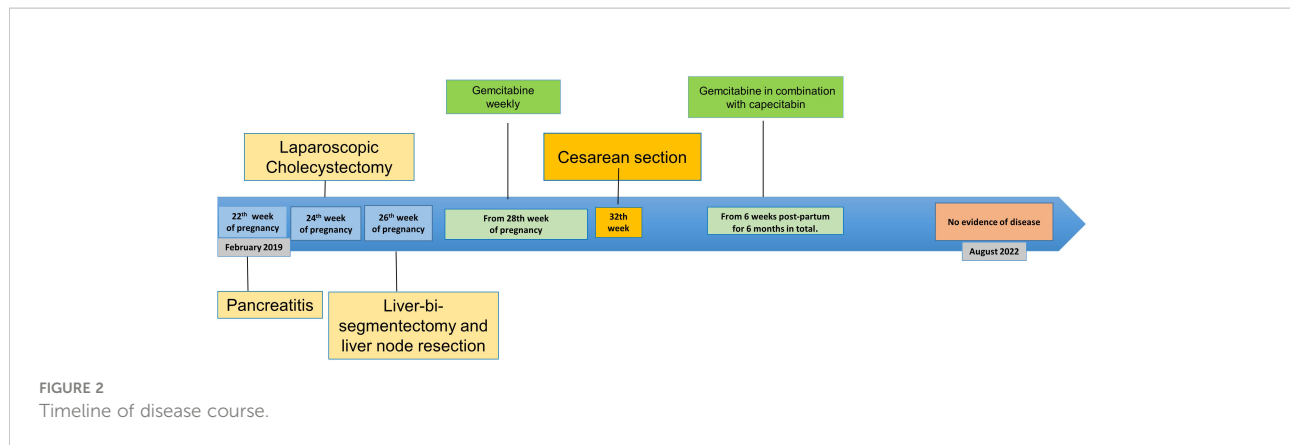 Gemcitabine
weekly
Gemcitabine in combination
with capecitabin
Laparoscopic
Cholecystectomy
Cesarean section
22th week
of pregnancy
24th week
of pregnancy
26th week
of pregnancy
From 28th week
of pregnancy
32th
week
From 6 weeks post-partum
for 6 months in total.
No evidence of disease
February 2019
August 2022
Pancreatitis
Liver-bi-
segmentectomy and
liver node resection
FIGURE 2
Timeline of disease course.